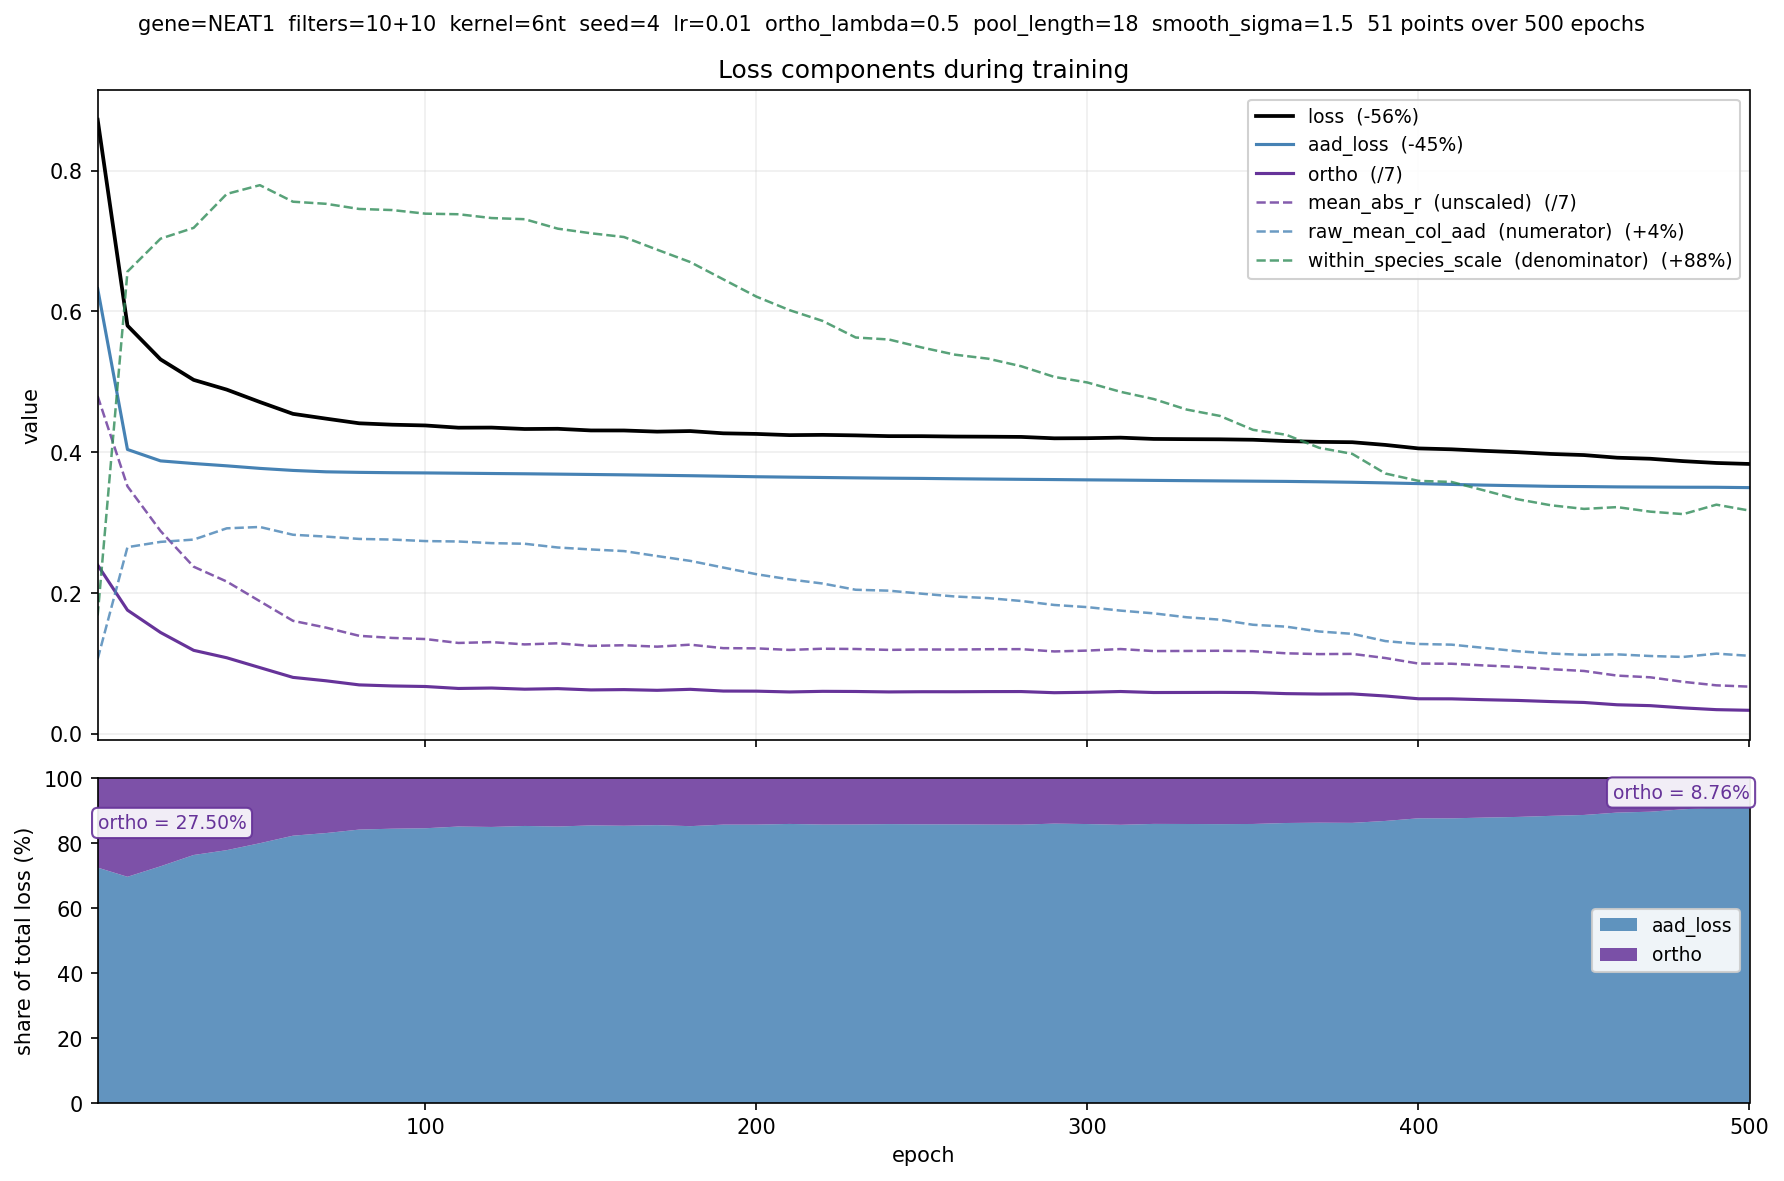 gene=NEAT1  filters=10+10  kernel=6nt  seed=4  lr=0.01  ortho_lambda=0.5  pool_length=18  smooth_sigma=1.5  51 points over 500 epochs
Loss components during training
value
0.8
0.6
0.4
0.2
0.0
loss  (-56%)
aad_loss  (-45%)
ortho  (/7)
mean_abs_r  (unscaled)  (/7)
raw_mean_col_aad  (numerator)  (+4%)
within_species_scale  (denominator)  (+88%)
share of total loss (%)
100
80
60
40
20
0
ortho = 27.50%
ortho = 8.76%
aad_loss
ortho
100
200
300
400
500
epoch